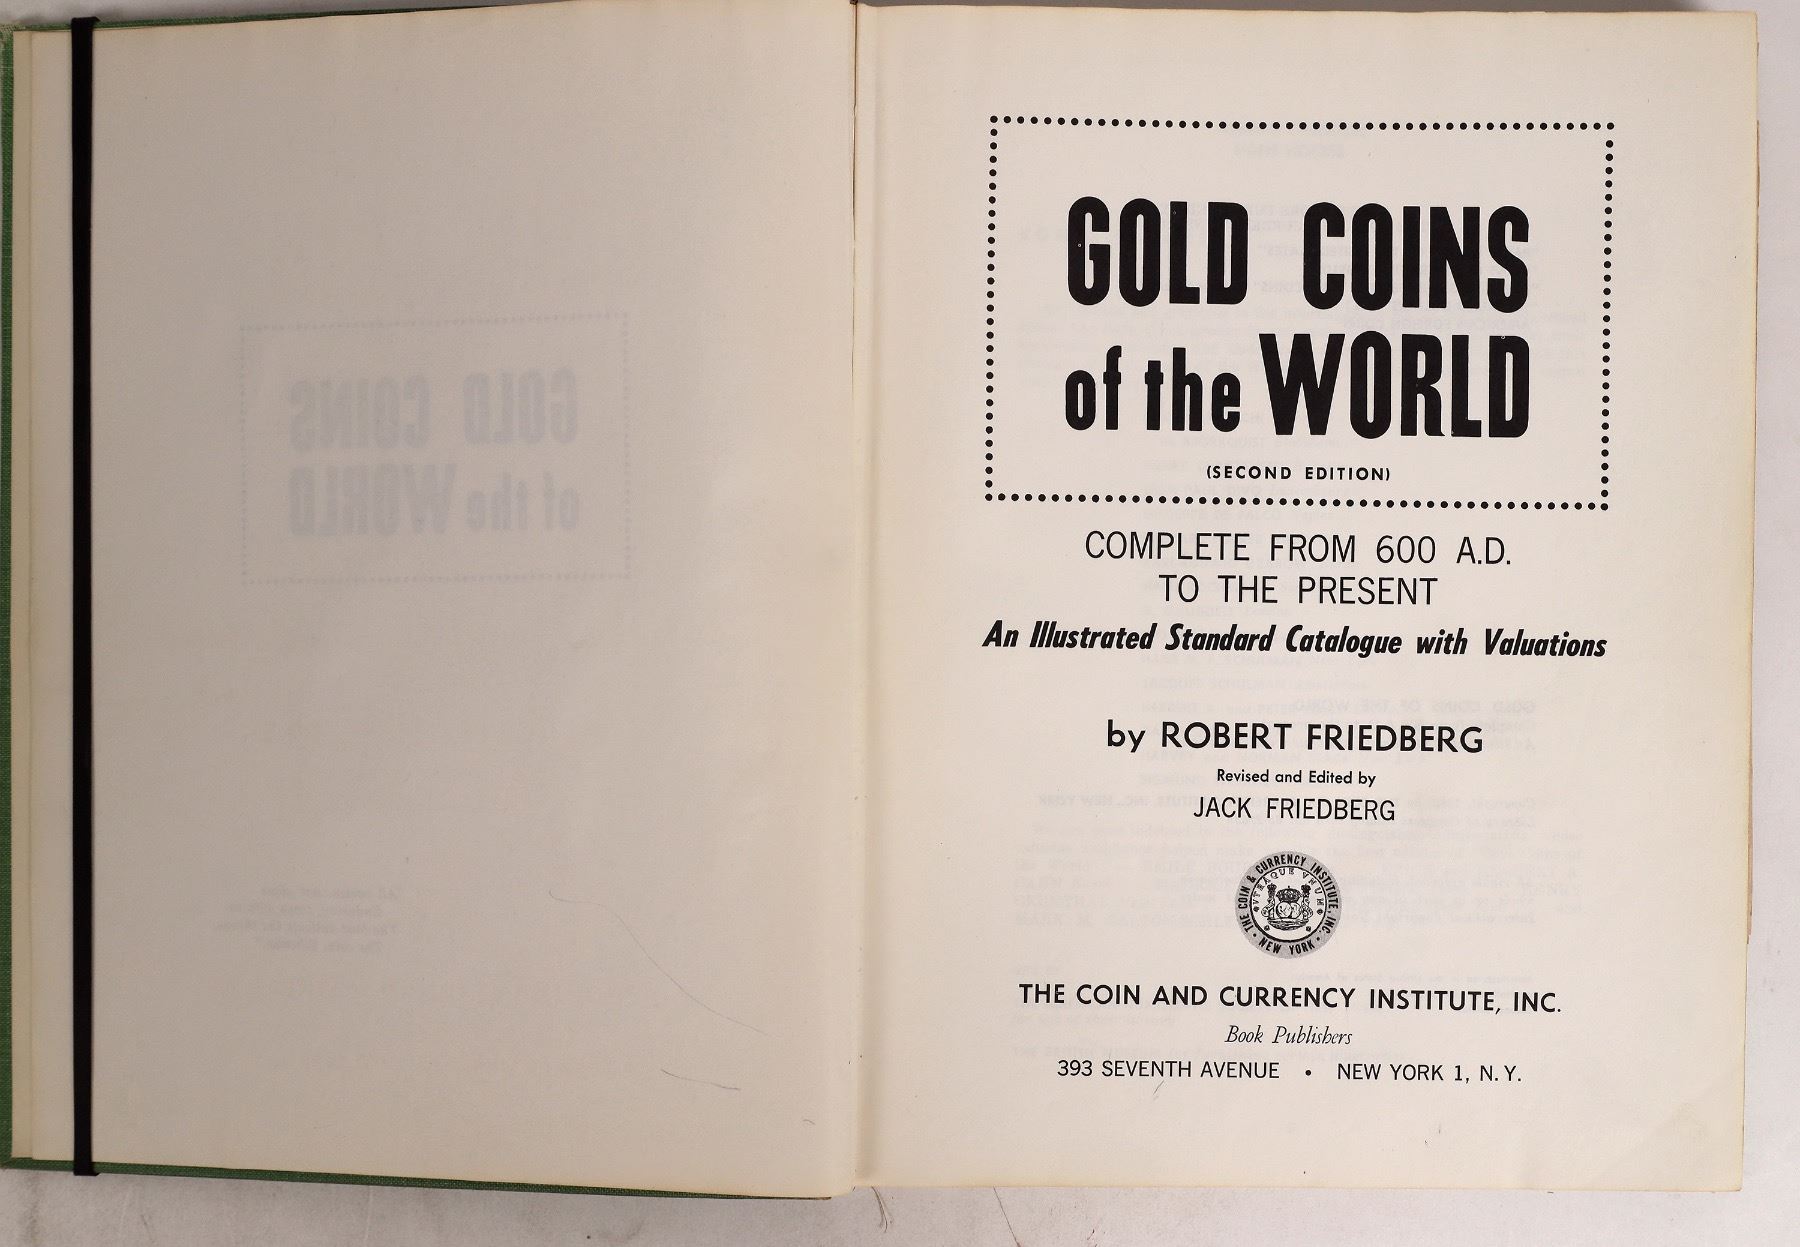 GOLD COINS
of the WORLD
(SECOND EDITION)
COMPLETE FROM 600 A.D.
TO THE PRESENT
An Illustrated Standard Catalogue with Valuations
by ROBERT FRIEDBERG
Revised and Edited by
JACK FRIEDBERG
THE COIN & CURRENCY INSTITUTE, INC.
• NEW YORK •
VTRAQUE VNUM
THE COIN AND CURRENCY INSTITUTE, INC.
Book Publishers
393 SEVENTH AVENUE • NEW YORK 1, N. Y.